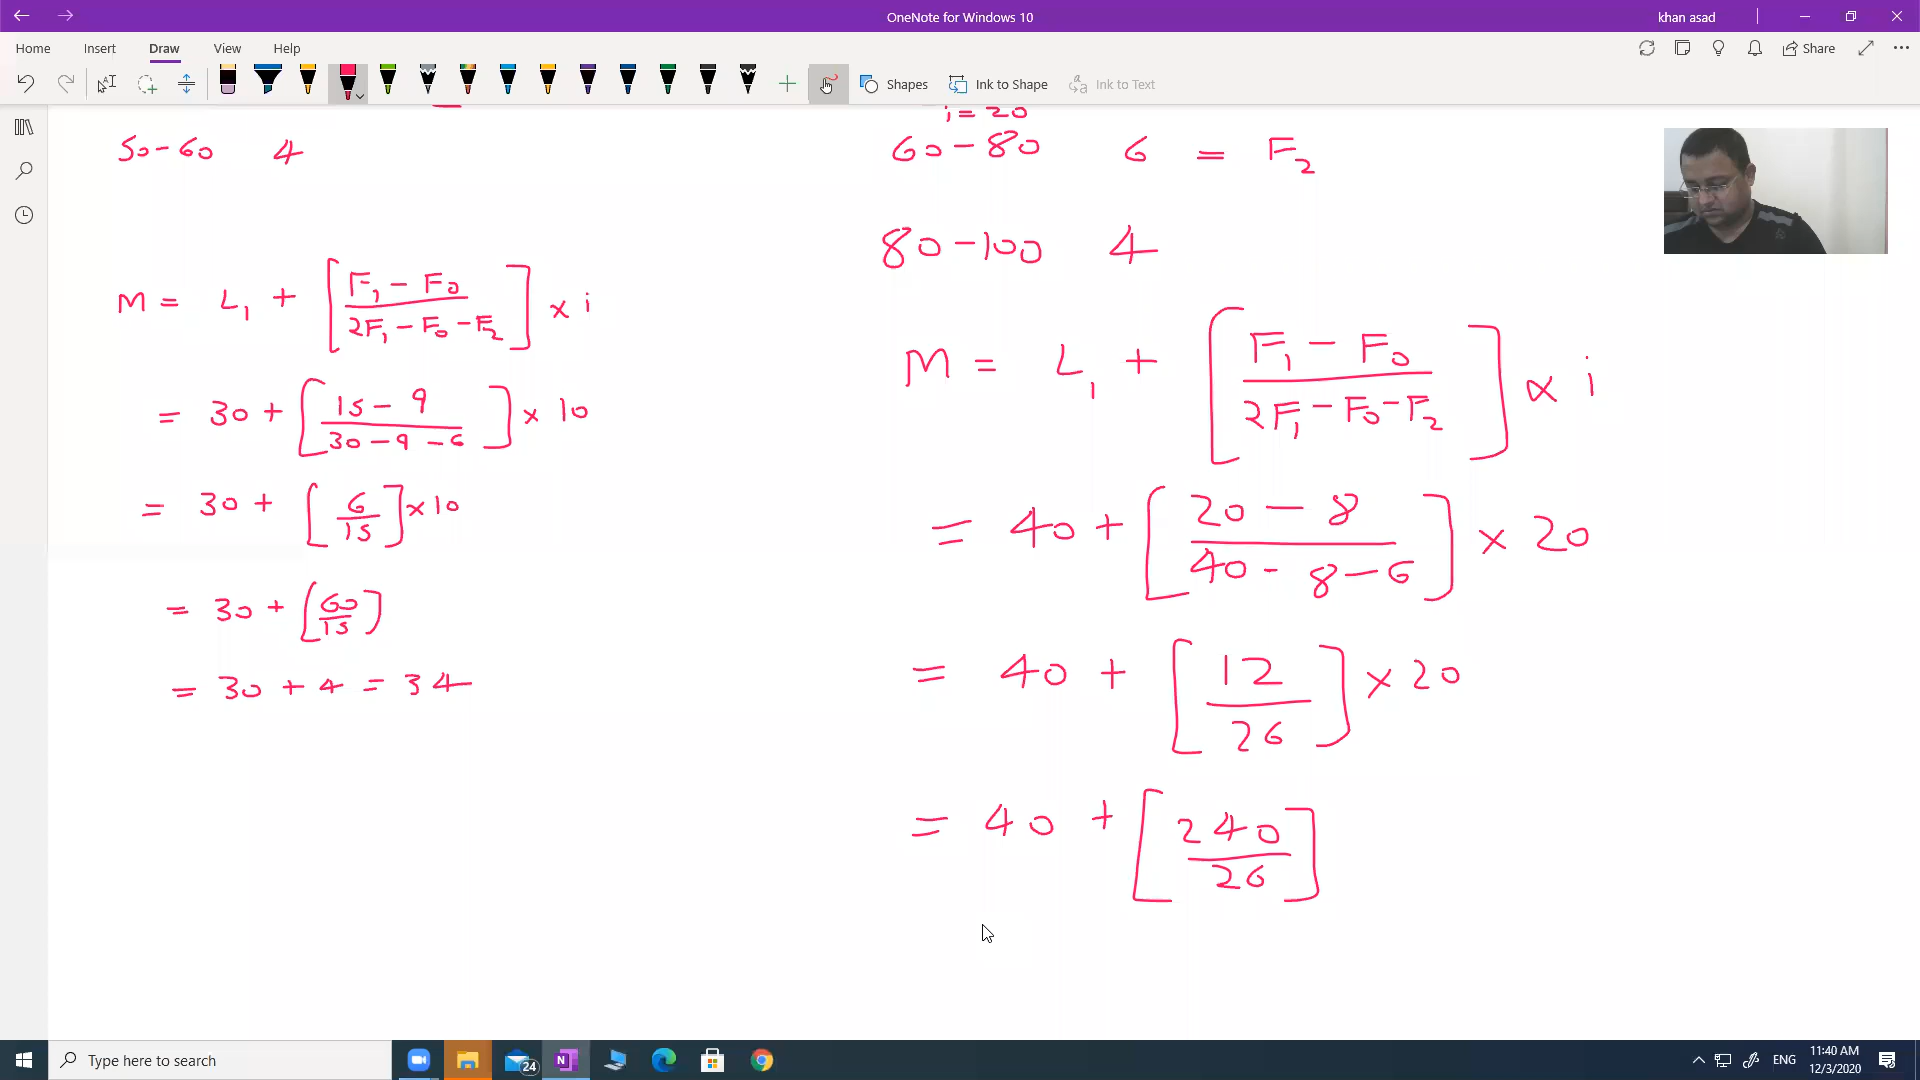 OneNote for Windows 10
khan asad
Home Insert Draw View Help
Share
Shapes
Ink to Shape
Ink to Text
50-60 4
M = L₁ + [F₁ - F₀ / 2F₁ - F₀ - F₂] × i
= 30 + [15 - 9 / 30 - 9 - 6] × 10
= 30 + [6/15] × 10
= 30 + [60/15]
= 30 + 4 = 34
i = 20
60-80 6 = F₂
80-100 4
M = L₁ + [F₁ - F₀ / 2F₁ - F₀ - F₂] × i
= 40 + [20 - 8 / 40 - 8 - 6] × 20
= 40 + [12/26] × 20
= 40 + [240/26]
Type here to search
24
ENG
11:40 AM
12/3/2020